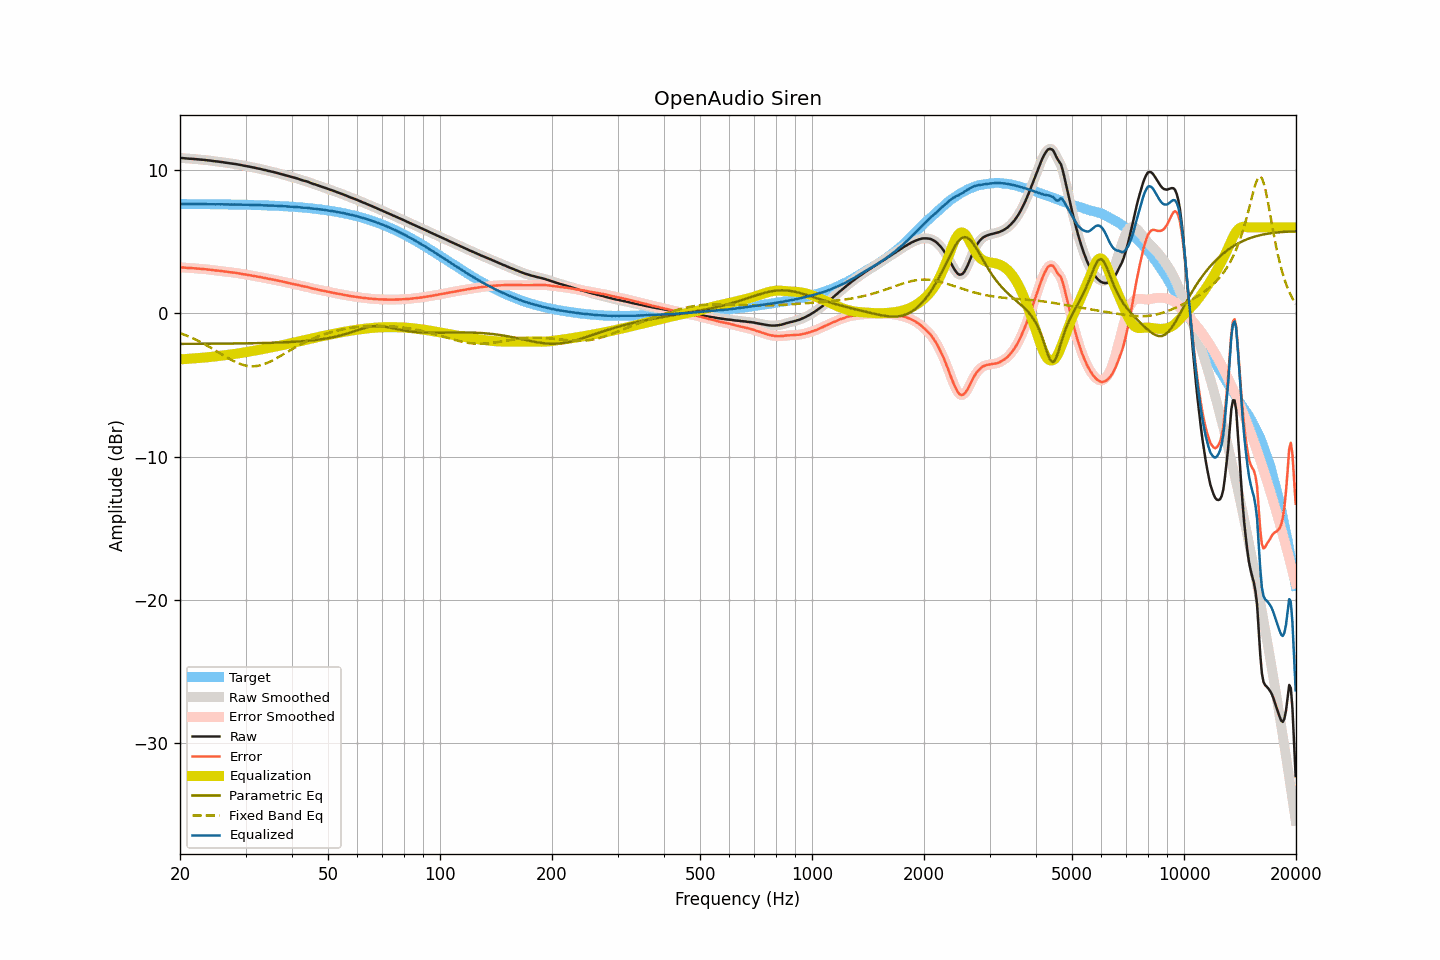 OpenAudio Siren
10
0
−10
−20
−30
Amplitude (dBr)
Target
Raw Smoothed
Error Smoothed
Raw
Error
Equalization
Parametric Eq
Fixed Band Eq
Equalized
20 50 100 200 500 1000 2000 5000 10000 20000
Frequency (Hz)